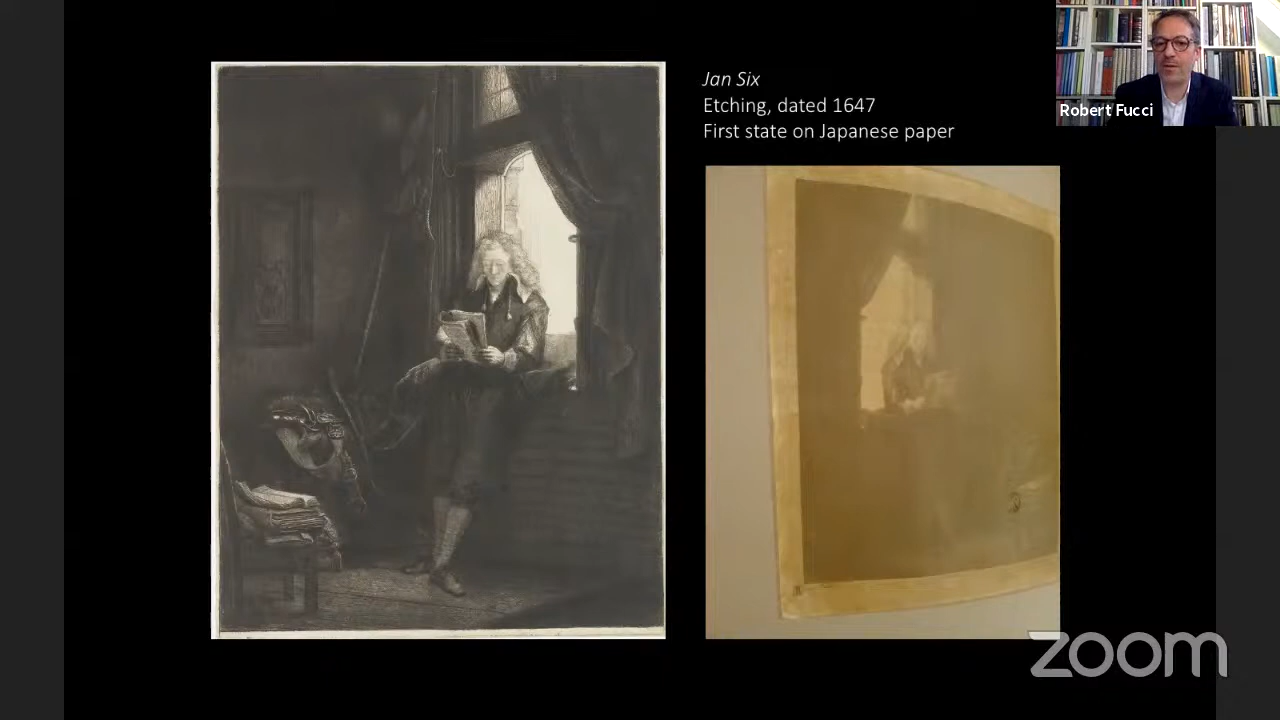 Jan Six
Etching, dated 1647
First state on Japanese paper
Robert Fucci
zoom